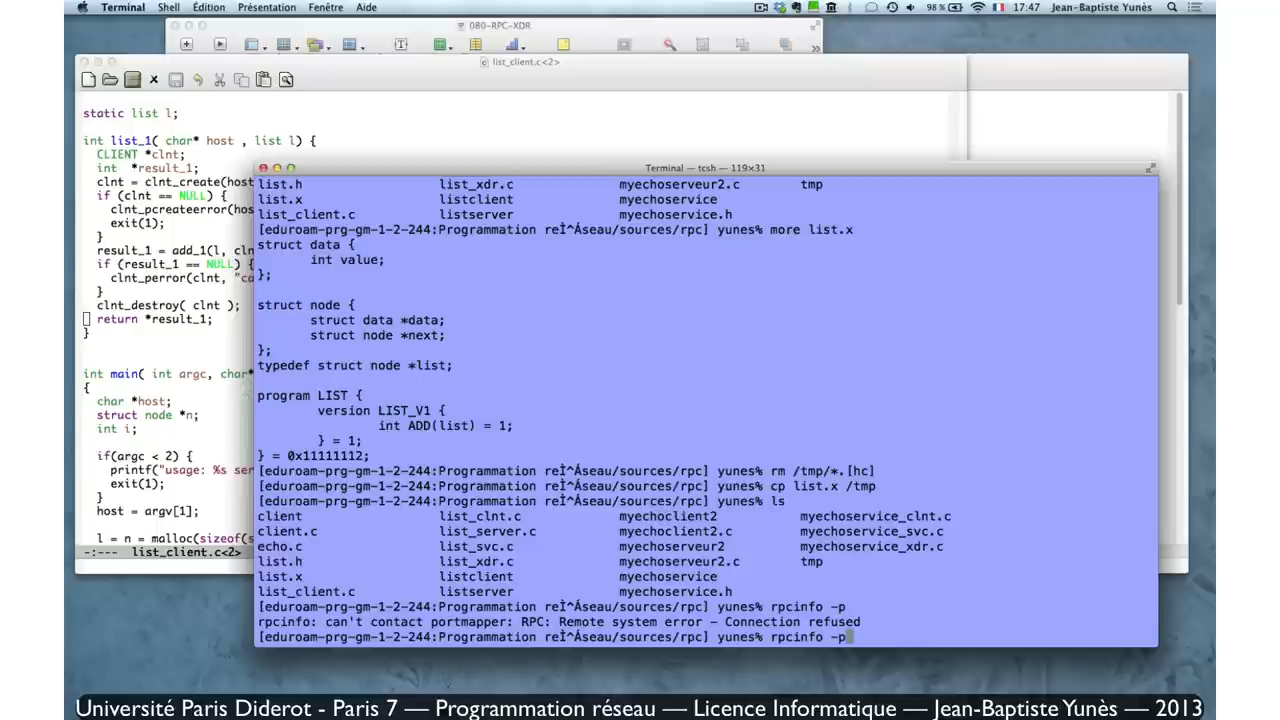 Terminal Shell Édition Présentation Fenêtre Aide 98 % 17:47 Jean-Baptiste Yunès
080-RPC-XDR
list_client.c<2>
static list l;
int list_1( char* host , list l) {
CLIENT *clnt;
int *result_1;
clnt = clnt_create(host
if (clnt == NULL) {
clnt_pcreateerror(hos
exit(1);
}
result_1 = add_1(l, cln
if (result_1 == NULL) {
clnt_perror(clnt, "ca
}
clnt_destroy( clnt );
return *result_1;
}
int main( int argc, char*
{
char *host;
struct node *n;
int i;
if(argc < 2) {
printf("usage: %s ser
exit(1);
}
host = argv[1];
l = n = malloc(sizeof(s
-:--- list_client.c<2>
Terminal — tcsh — 119×31
list.h list_xdr.c myechoserveur2.c tmp
list.x listclient myechoservice
list_client.c listserver myechoservice.h
[eduroam-prg-gm-1-2-244:Programmation reÌ^Áseau/sources/rpc] yunes% more list.x
struct data {
int value;
};
struct node {
struct data *data;
struct node *next;
};
typedef struct node *list;
program LIST {
version LIST_V1 {
int ADD(list) = 1;
} = 1;
} = 0x11111112;
[eduroam-prg-gm-1-2-244:Programmation reÌ^Áseau/sources/rpc] yunes% rm /tmp/*.[hc]
[eduroam-prg-gm-1-2-244:Programmation reÌ^Áseau/sources/rpc] yunes% cp list.x /tmp
[eduroam-prg-gm-1-2-244:Programmation reÌ^Áseau/sources/rpc] yunes% ls
client list_clnt.c myechoclient2 myechoservice_clnt.c
client.c list_server.c myechoclient2.c myechoservice_svc.c
echo.c list_svc.c myechoserveur2 myechoservice_xdr.c
list.h list_xdr.c myechoserveur2.c tmp
list.x listclient myechoservice
list_client.c listserver myechoservice.h
[eduroam-prg-gm-1-2-244:Programmation reÌ^Áseau/sources/rpc] yunes% rpcinfo -p
rpcinfo: can't contact portmapper: RPC: Remote system error - Connection refused
[eduroam-prg-gm-1-2-244:Programmation reÌ^Áseau/sources/rpc] yunes% rpcinfo -p
Université Paris Diderot - Paris 7 — Programmation réseau — Licence Informatique — Jean-Baptiste Yunès — 2013